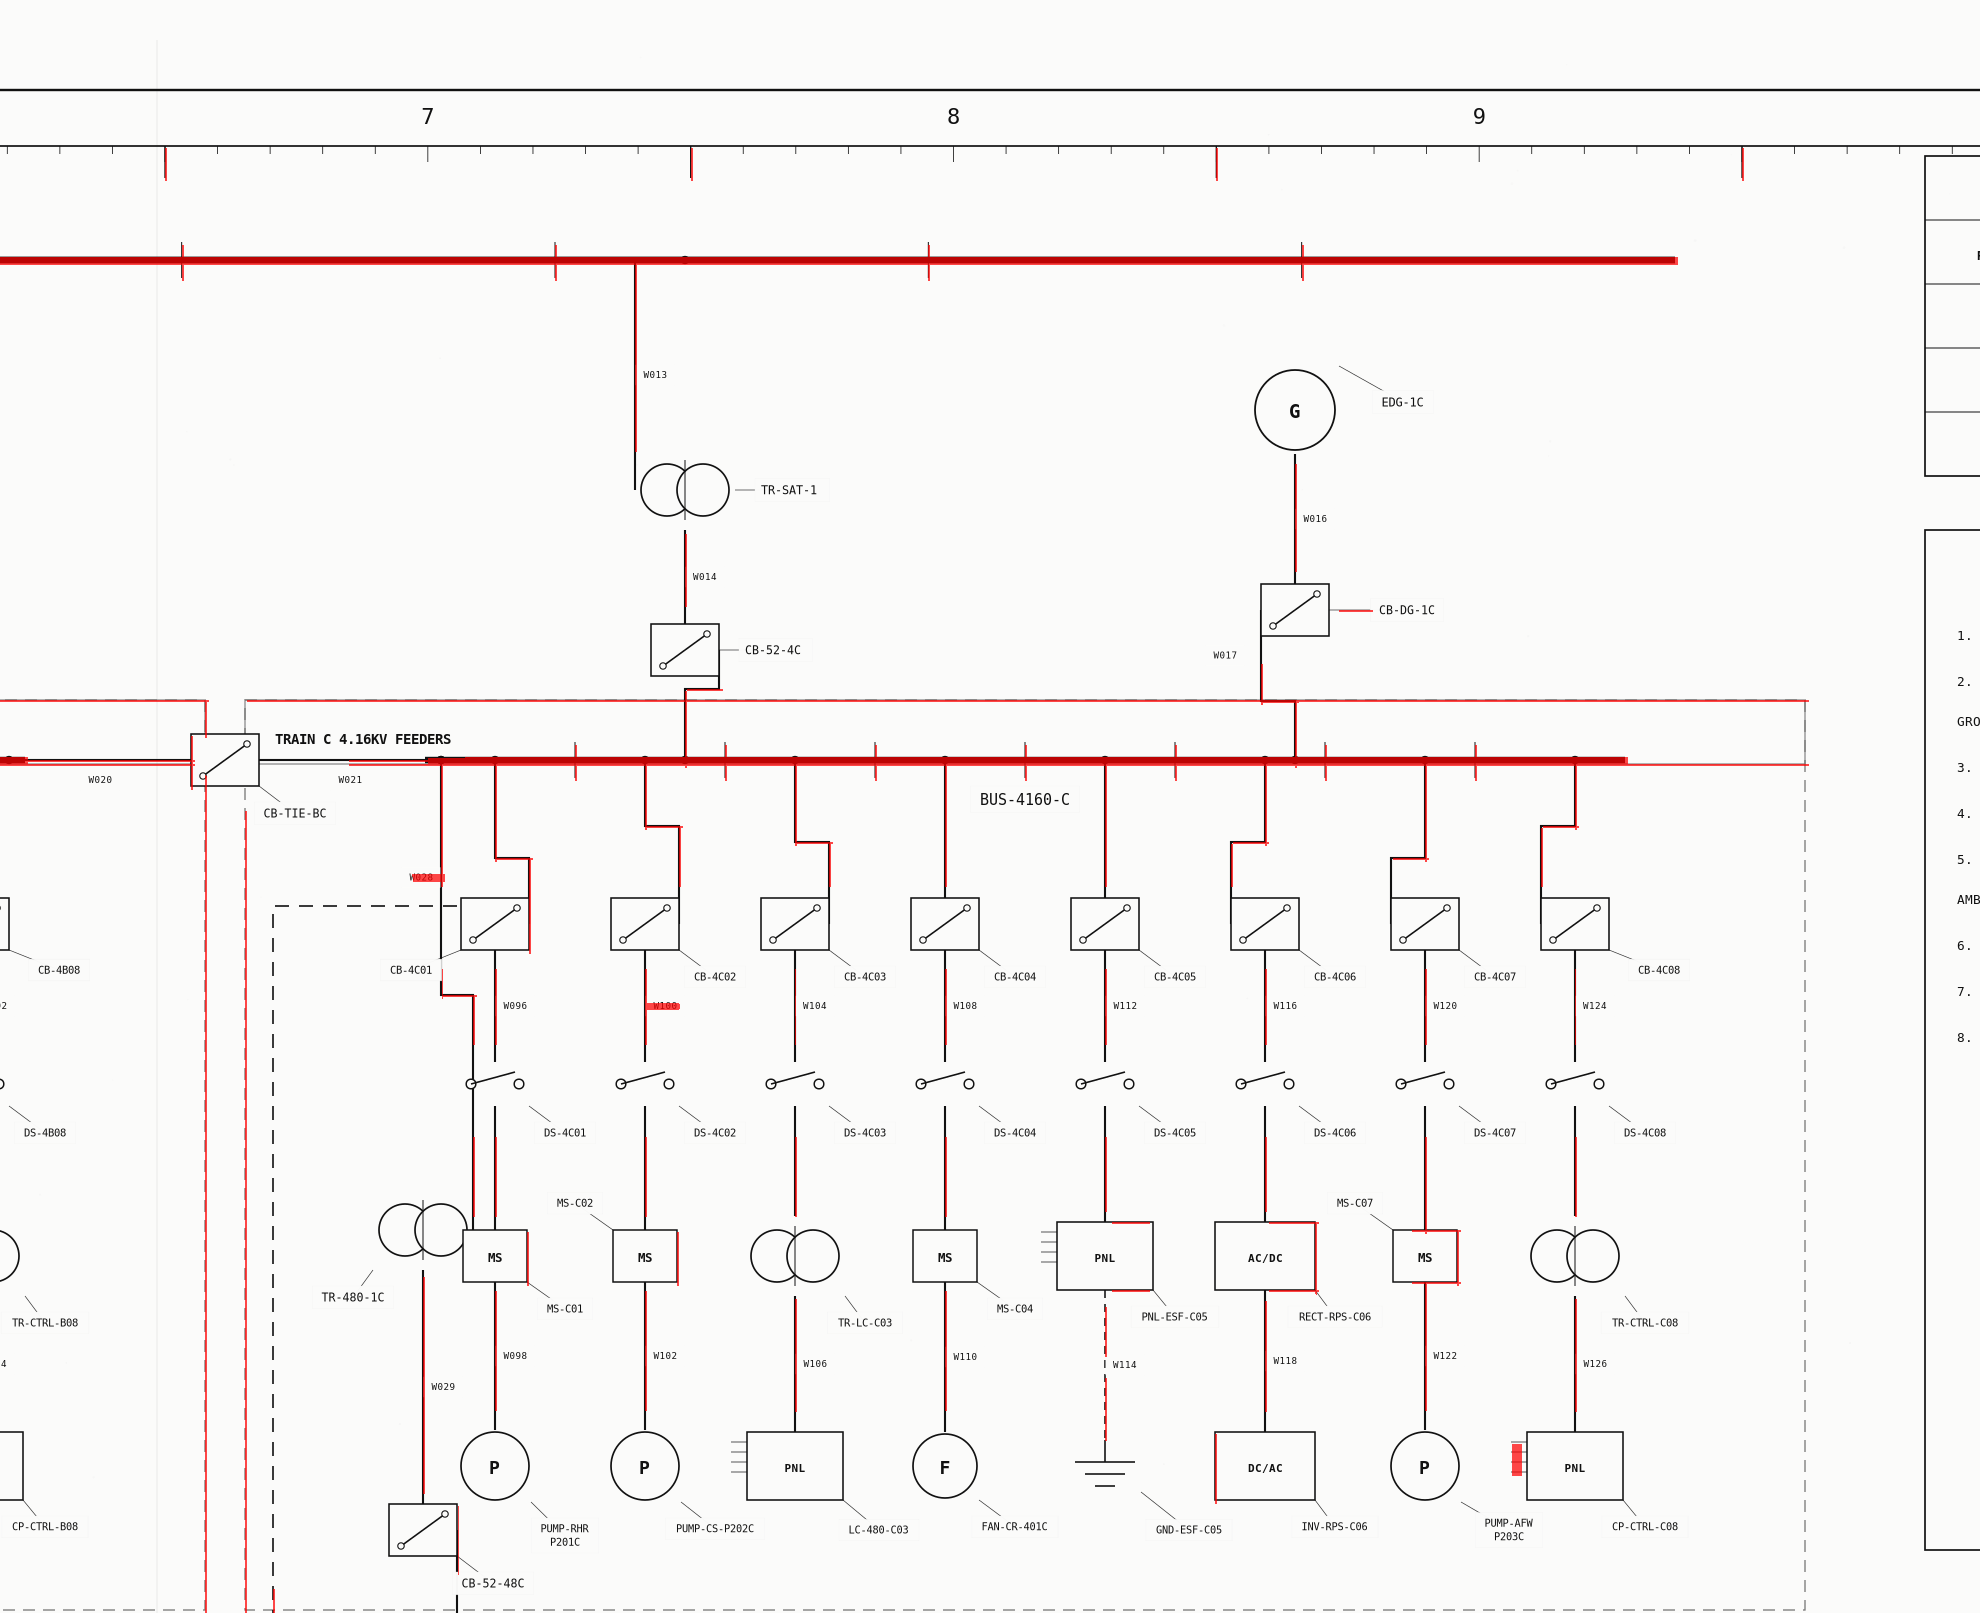 7 8 9
W013
EDG-1C
G
TR-SAT-1
W016
W014
CB-DG-1C
CB-52-4C
W017
1.
2.
GRO
3.
4.
5.
AMB
6.
7.
8.
TRAIN C 4.16KV FEEDERS
W020
W021
CB-TIE-BC
BUS-4160-C
W028
CB-4B08
CB-4C01
CB-4C02
CB-4C03
CB-4C04
CB-4C05
CB-4C06
CB-4C07
CB-4C08
W096
W100
W104
W108
W112
W116
W120
W124
DS-4B08
DS-4C01
DS-4C02
DS-4C03
DS-4C04
DS-4C05
DS-4C06
DS-4C07
DS-4C08
MS-C02
MS-C07
MS
MS
MS
PNL
AC/DC
MS
TR-480-1C
MS-C01
MS-C04
PNL-ESF-C05
RECT-RPS-C06
TR-CTRL-B08
TR-LC-C03
TR-CTRL-C08
4
W029
W098
W102
W106
W110
W114
W118
W122
W126
P
P
PNL
F
DC/AC
P
PNL
CP-CTRL-B08
PUMP-RHR
P201C
PUMP-CS-P202C
LC-480-C03
FAN-CR-401C
GND-ESF-C05
INV-RPS-C06
PUMP-AFW
P203C
CP-CTRL-C08
CB-52-48C